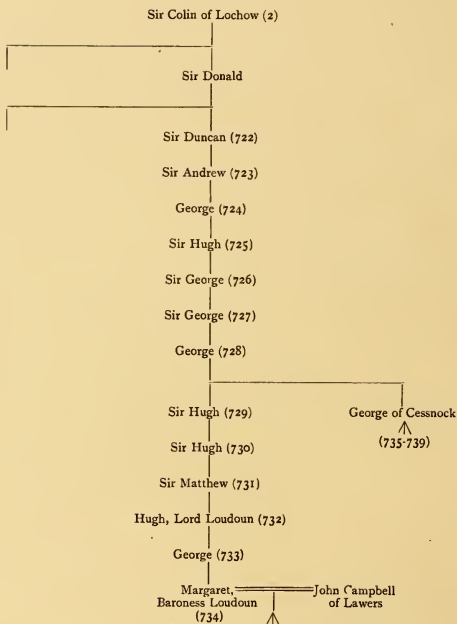 Sir Colin of Lochow (2)
Sir Donald
Sir Duncan (722)
Sir Andrew (723)
George (724)
Sir Hugh (725)
Sir George (726)
Sir George (727)
George (728)
Sir Hugh (729)
George of Cessnock
(735-739)
Sir Hugh (730)
Sir Matthew (731)
Hugh, Lord Loudoun (732)
George (733)
Margaret,
Baroness Loudoun
(734)
John Campbell
of Lawers